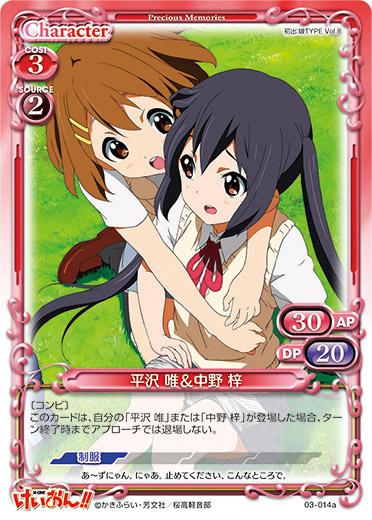 Precious Memories
Character
初出:娘TYPE Vol.8
COST
3
SOURCE
2
30 AP
DP 20
平沢 唯&中野 梓
〔コンビ〕
このカードは、自分の「平沢 唯」または「中野 梓」が登場した場合、ターン終了時までアプローチでは退場しない。
制服
あ～ずにゃん。にゃあ。止めてください、こんなところで。
K-ON!
けいおん!!
©かきふらい・芳文社／桜高軽音部
03-014a